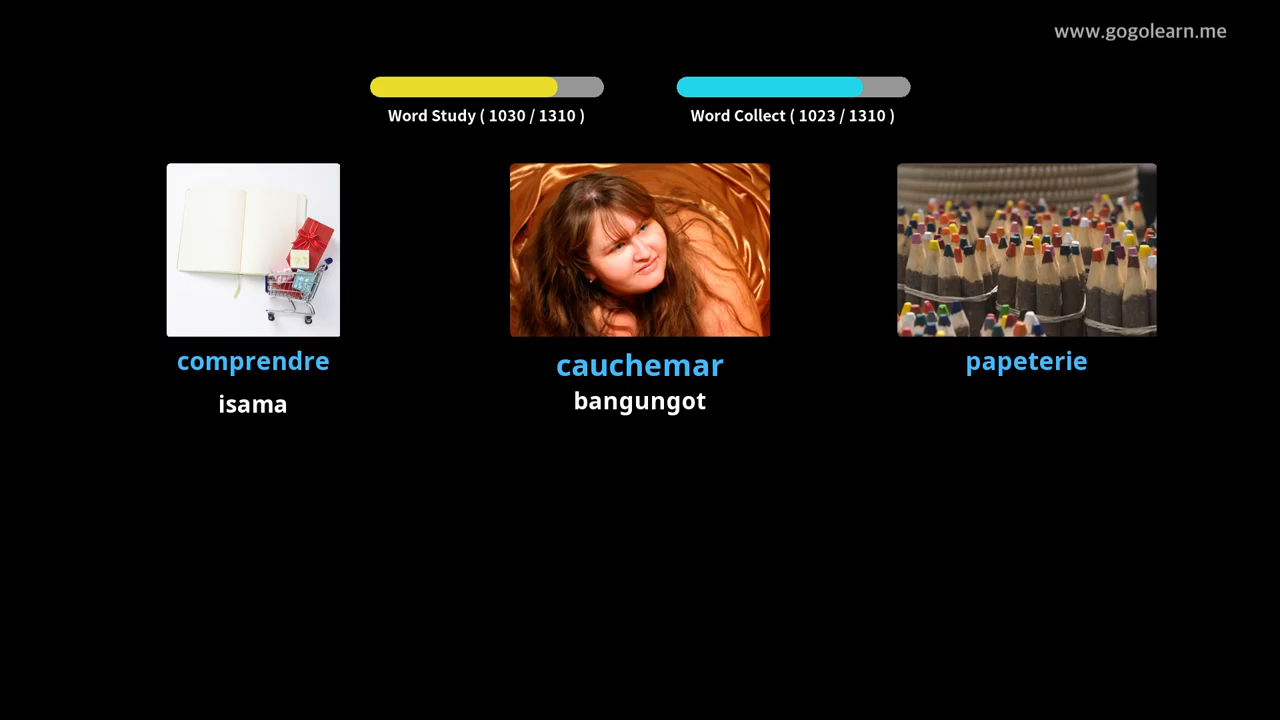 www.gogolearn.me
Word Study ( 1030 / 1310 )
Word Collect ( 1023 / 1310 )
comprendre
isama
cauchemar
bangungot
papeterie